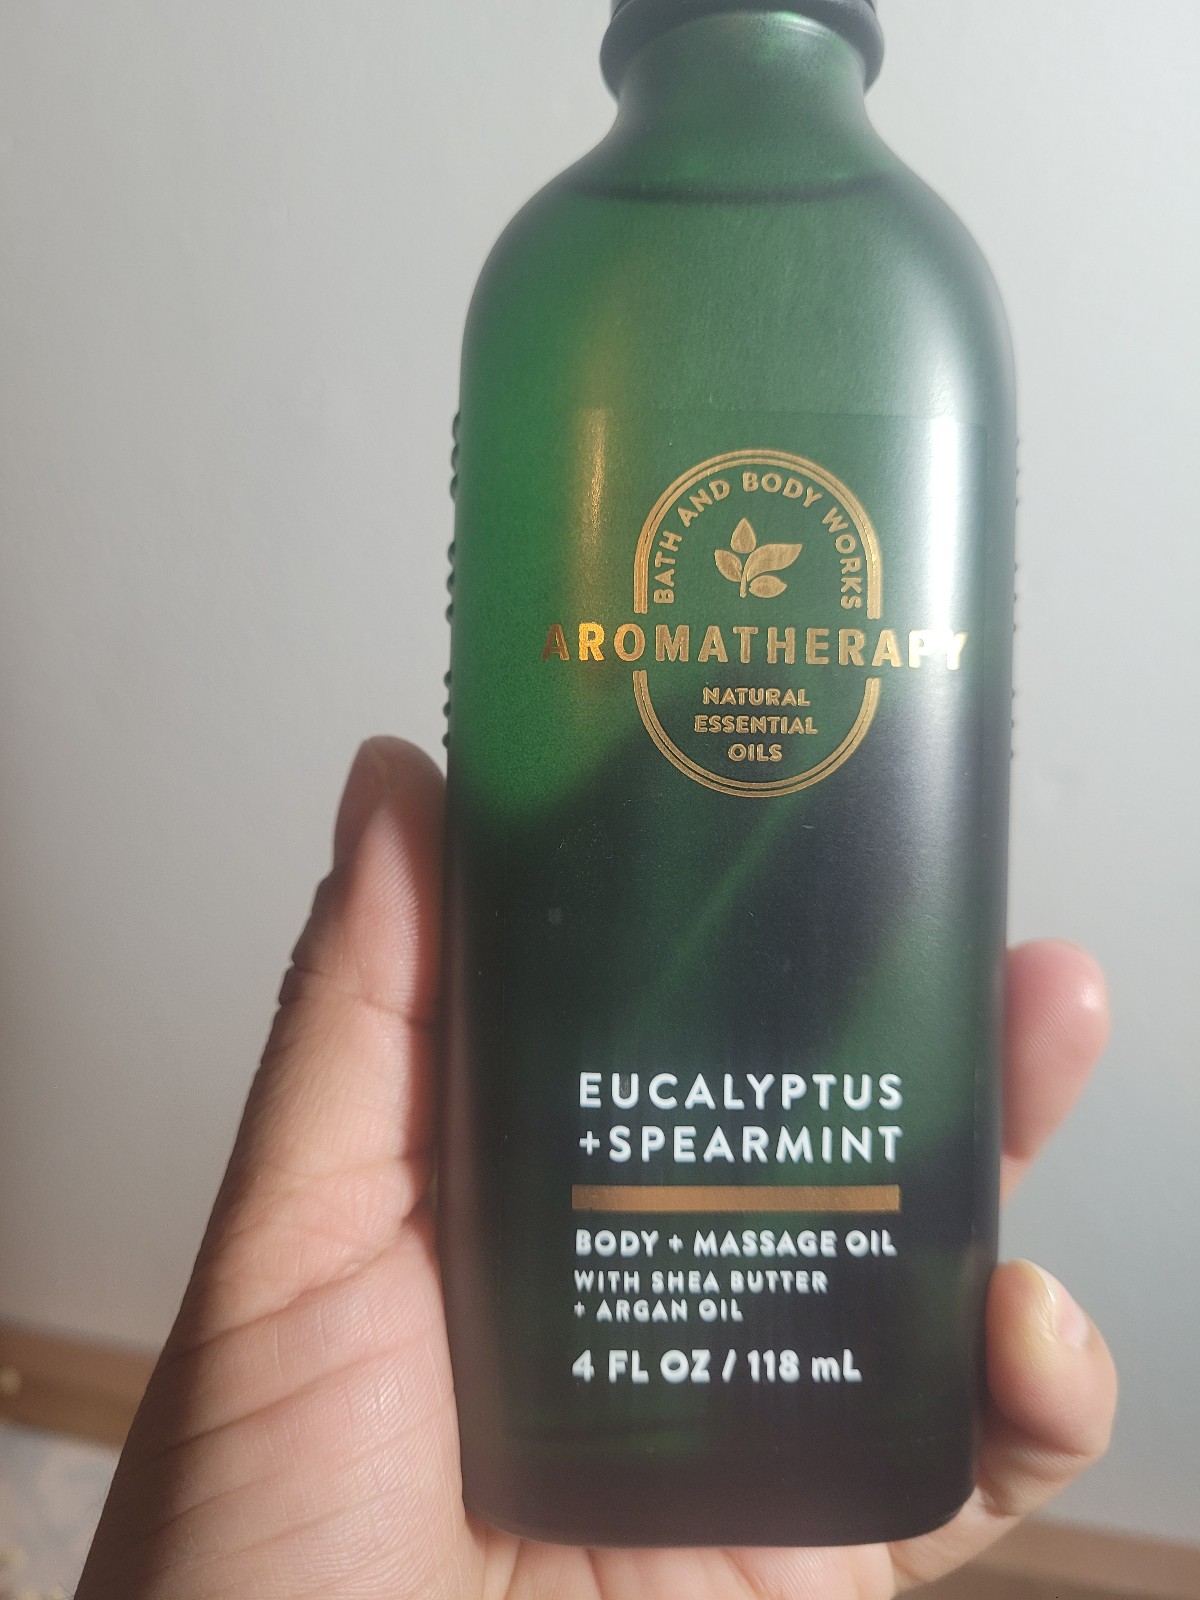 BATH AND BODY WORKS
AROMATHERAPY
NATURAL
ESSENTIAL
OILS
EUCALYPTUS
+SPEARMINT
BODY + MASSAGE OIL
WITH SHEA BUTTER
+ ARGAN OIL
4 FL OZ / 118 mL